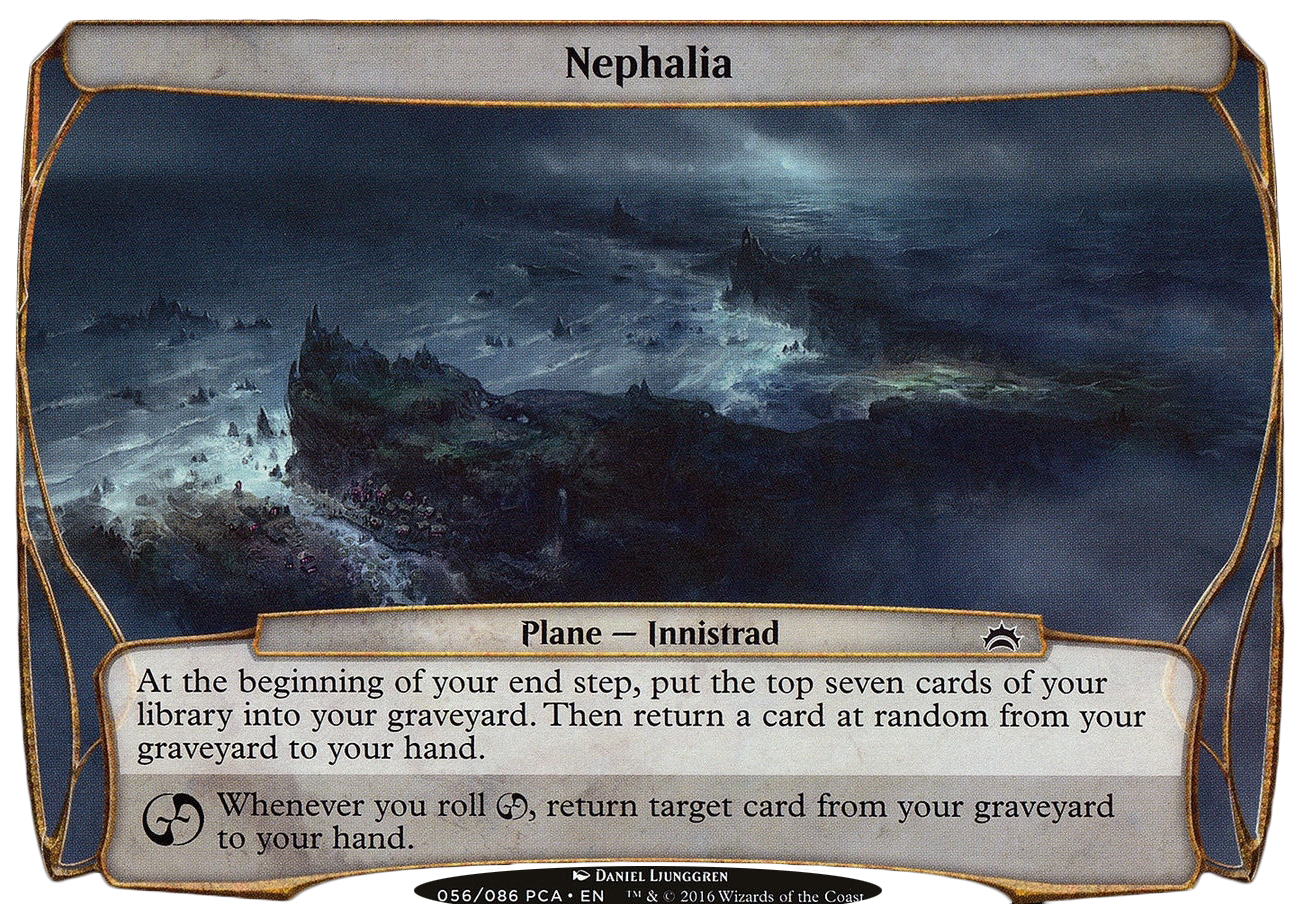 Nephalia
Plane — Innistrad
At the beginning of your end step, put the top seven cards of your
library into your graveyard. Then return a card at random from your
graveyard to your hand.
Whenever you roll , return target card from your graveyard
to your hand.
DANIEL LJUNGGREN
056/086 PCA • EN ™ & © 2016 Wizards of the Coast